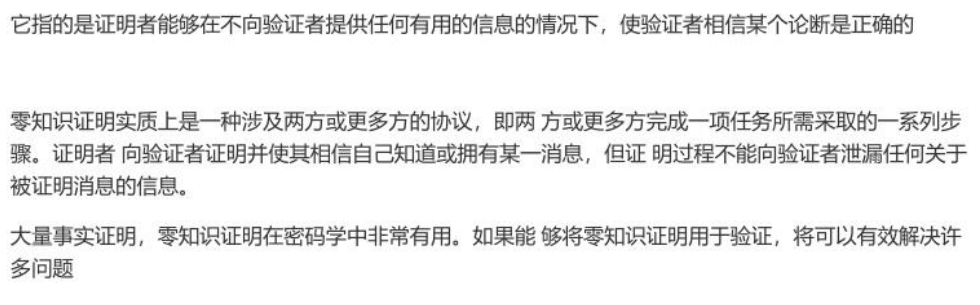 它指的是证明者能够在不向验证者提供任何有用的信息的情况下，使验证者相信某个论断是正确的
零知识证明实质上是一种涉及两方或更多方的协议，即两 方或更多方完成一项任务所需采取的一系列步
骤。证明者 向验证者证明并使其相信自己知道或拥有某一消息，但证 明过程不能向验证者泄漏任何关于
被证明消息的信息。
大量事实证明，零知识证明在密码学中非常有用。如果能 够将零知识证明用于验证，将可以有效解决许
多问题